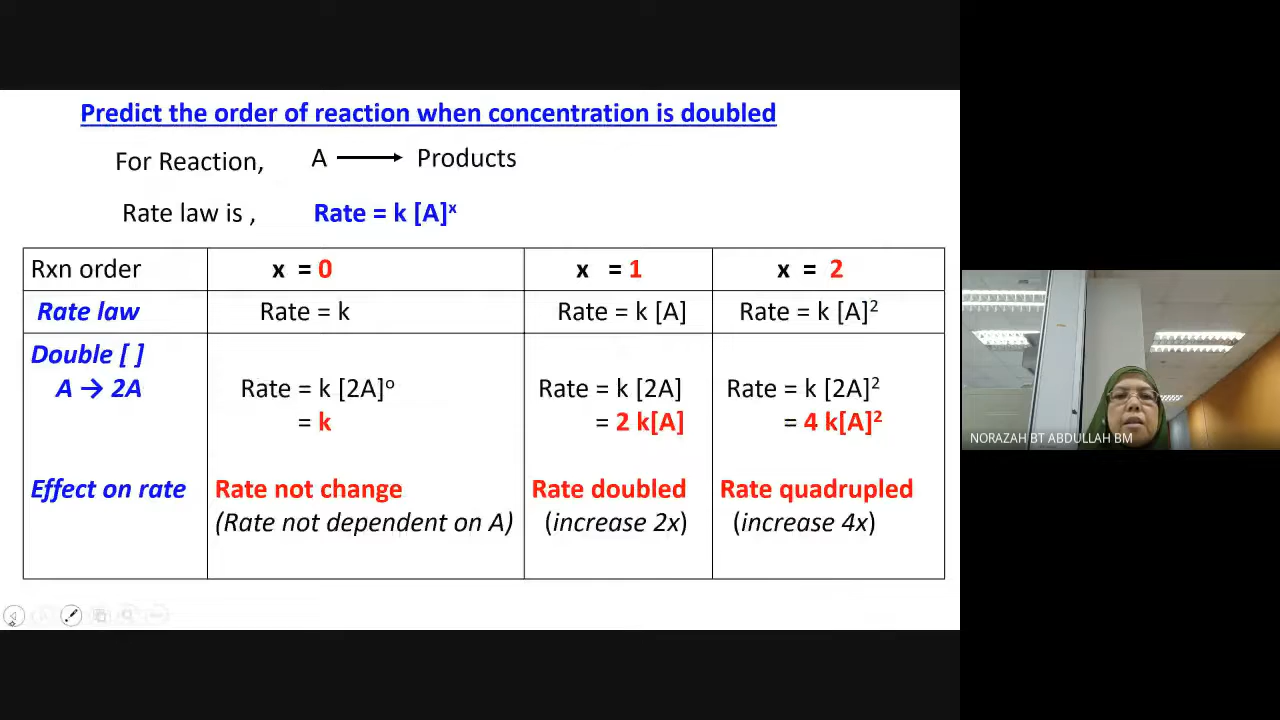 Predict the order of reaction when concentration is doubled
For Reaction, A ⟶ Products
Rate law is , Rate = k [A]ˣ
Rxn order x = 0 x = 1 x = 2
Rate law Rate = k Rate = k [A] Rate = k [A]²
Double [ ]
A → 2A Rate = k [2A]ᵒ Rate = k [2A] Rate = k [2A]²
= k = 2 k[A] = 4 k[A]²
Effect on rate Rate not change Rate doubled Rate quadrupled
(Rate not dependent on A) (increase 2x) (increase 4x)
NORAZAH BT ABDULLAH BM